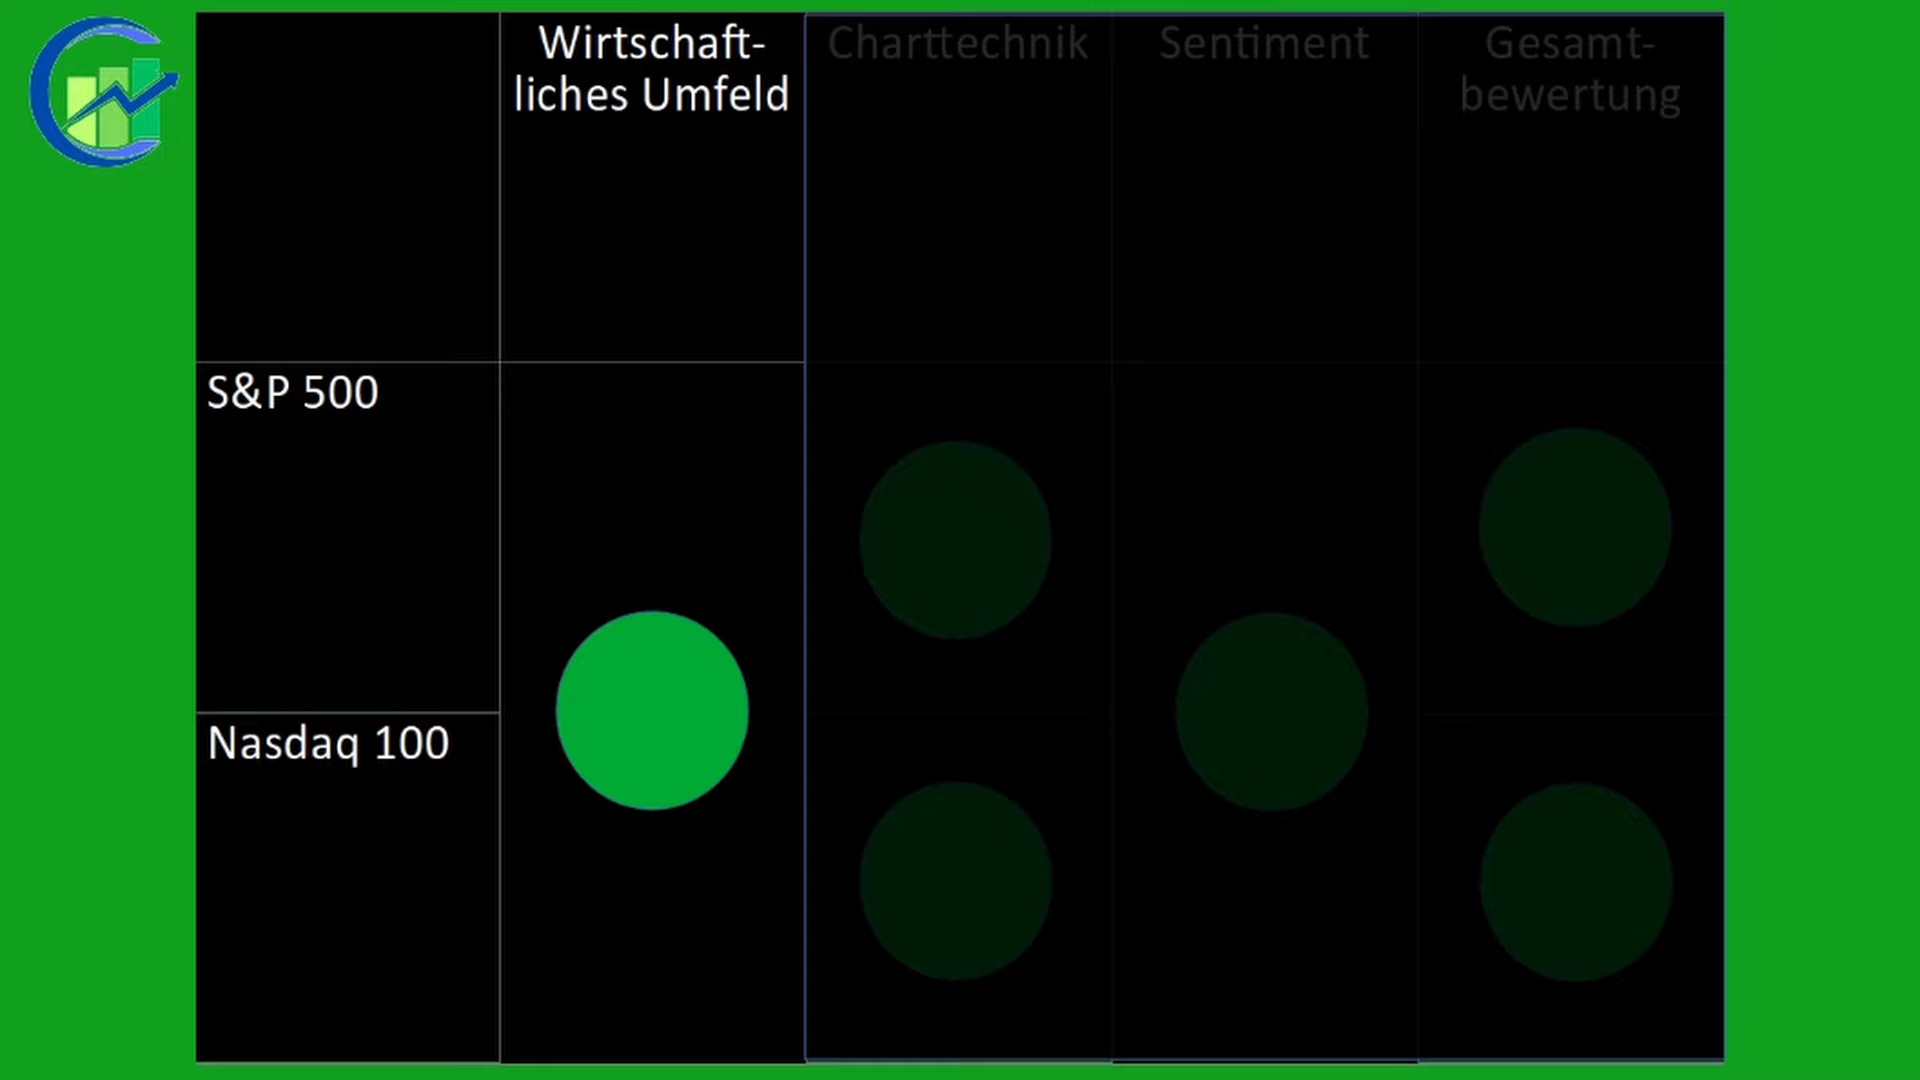 Wirtschaft-
liches Umfeld
Charttechnik
Sentiment
Gesamt-
bewertung
S&P 500
Nasdaq 100